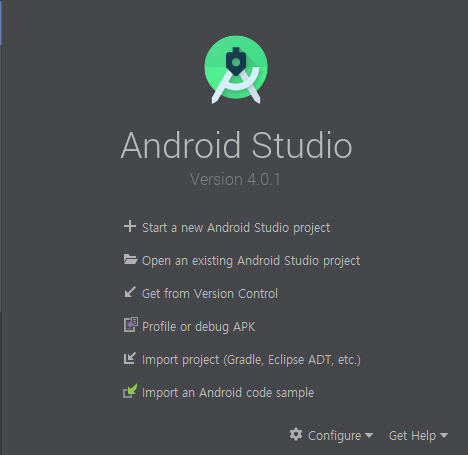 Android Studio
Version 4.0.1
Start a new Android Studio project
Open an existing Android Studio project
Get from Version Control
Profile or debug APK
Import project (Gradle, Eclipse ADT, etc.)
Import an Android code sample
Configure Get Help